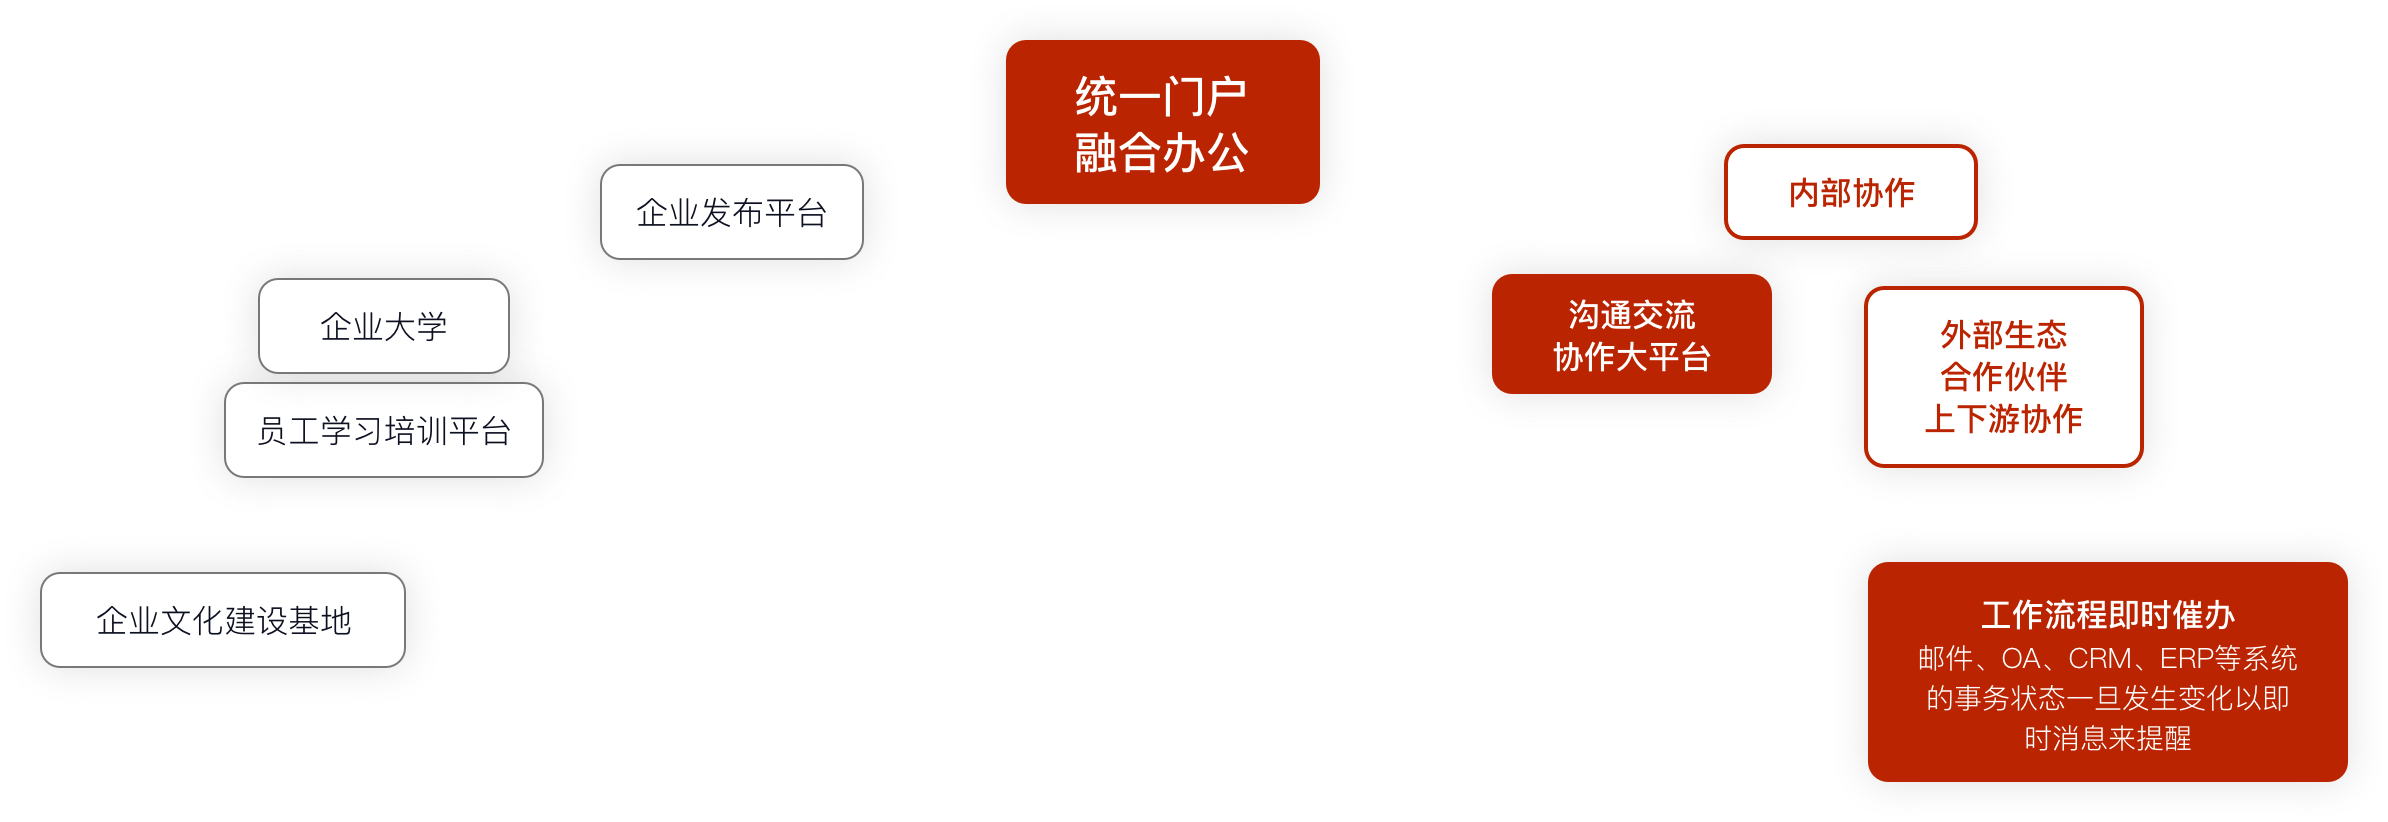 统一门户
融合办公
企业发布平台
内部协作
企业大学
沟通交流
协作大平台
外部生态
合作伙伴
上下游协作
员工学习培训平台
企业文化建设基地
工作流程即时催办
邮件、OA、CRM、ERP等系统
的事务状态一旦发生变化以即
时消息来提醒